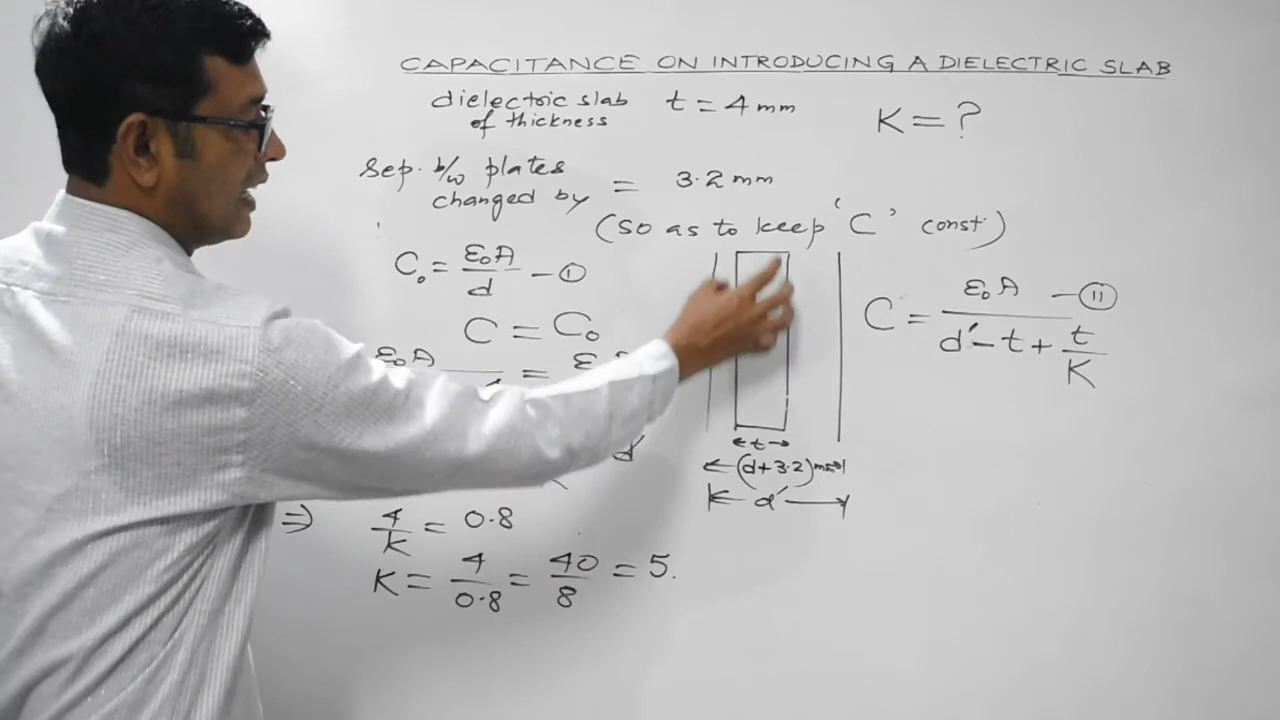 CAPACITANCE ON INTRODUCING A DIELECTRIC SLAB
dielectric slab t = 4 mm
of thickness
K = ?
Sep. b/w plates
changed by = 3.2 mm
(so as to keep 'C' const.)
C₀ = ε₀A/d — (1)
C = C₀
ε₀A = ε
d'
⇒ 4/K = 0.8
K = 4/0.8 = 40/8 = 5.
← t →
← (d+3.2) mm →
← d' →
C = ε₀A/(d' - t + t/K) — (11)